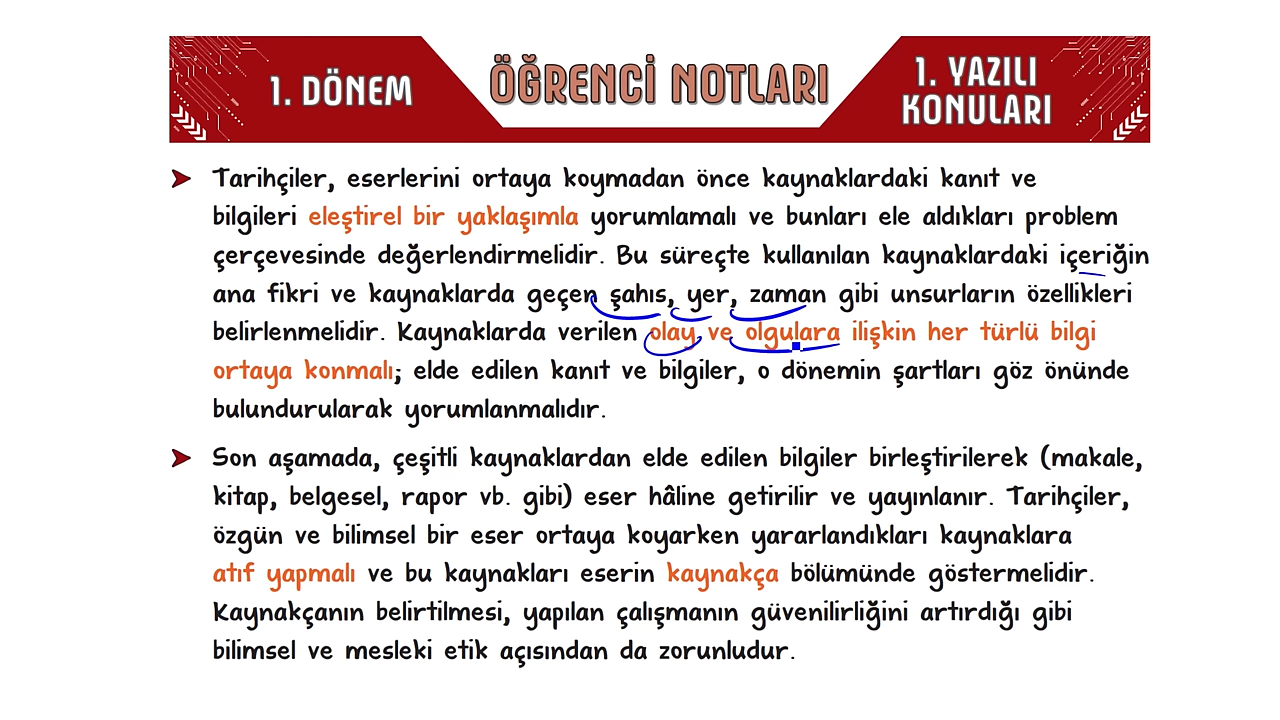 1. DÖNEM
ÖĞRENCİ NOTLARI
1. YAZILI
KONULARI
Tarihçiler, eserlerini ortaya koymadan önce kaynaklardaki kanıt ve
bilgileri eleştirel bir yaklaşımla yorumlamalı ve bunları ele aldıkları problem
çerçevesinde değerlendirmelidir. Bu süreçte kullanılan kaynaklardaki içeriğin
ana fikri ve kaynaklarda geçen şahıs, yer, zaman gibi unsurların özellikleri
belirlenmelidir. Kaynaklarda verilen olay ve olgulara ilişkin her türlü bilgi
ortaya konmalı; elde edilen kanıt ve bilgiler, o dönemin şartları göz önünde
bulundurularak yorumlanmalıdır.
Son aşamada, çeşitli kaynaklardan elde edilen bilgiler birleştirilerek (makale,
kitap, belgesel, rapor vb. gibi) eser hâline getirilir ve yayınlanır. Tarihçiler,
özgün ve bilimsel bir eser ortaya koyarken yararlandıkları kaynaklara
atıf yapmalı ve bu kaynakları eserin kaynakça bölümünde göstermelidir.
Kaynakçanın belirtilmesi, yapılan çalışmanın güvenilirliğini artırdığı gibi
bilimsel ve mesleki etik açısından da zorunludur.